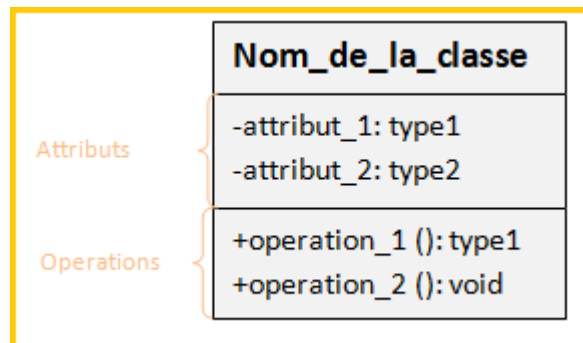 Nom_de_la_classe
Attributs
-attribut_1: type1
-attribut_2: type2
Operations
+operation_1 (): type1
+operation_2 (): void